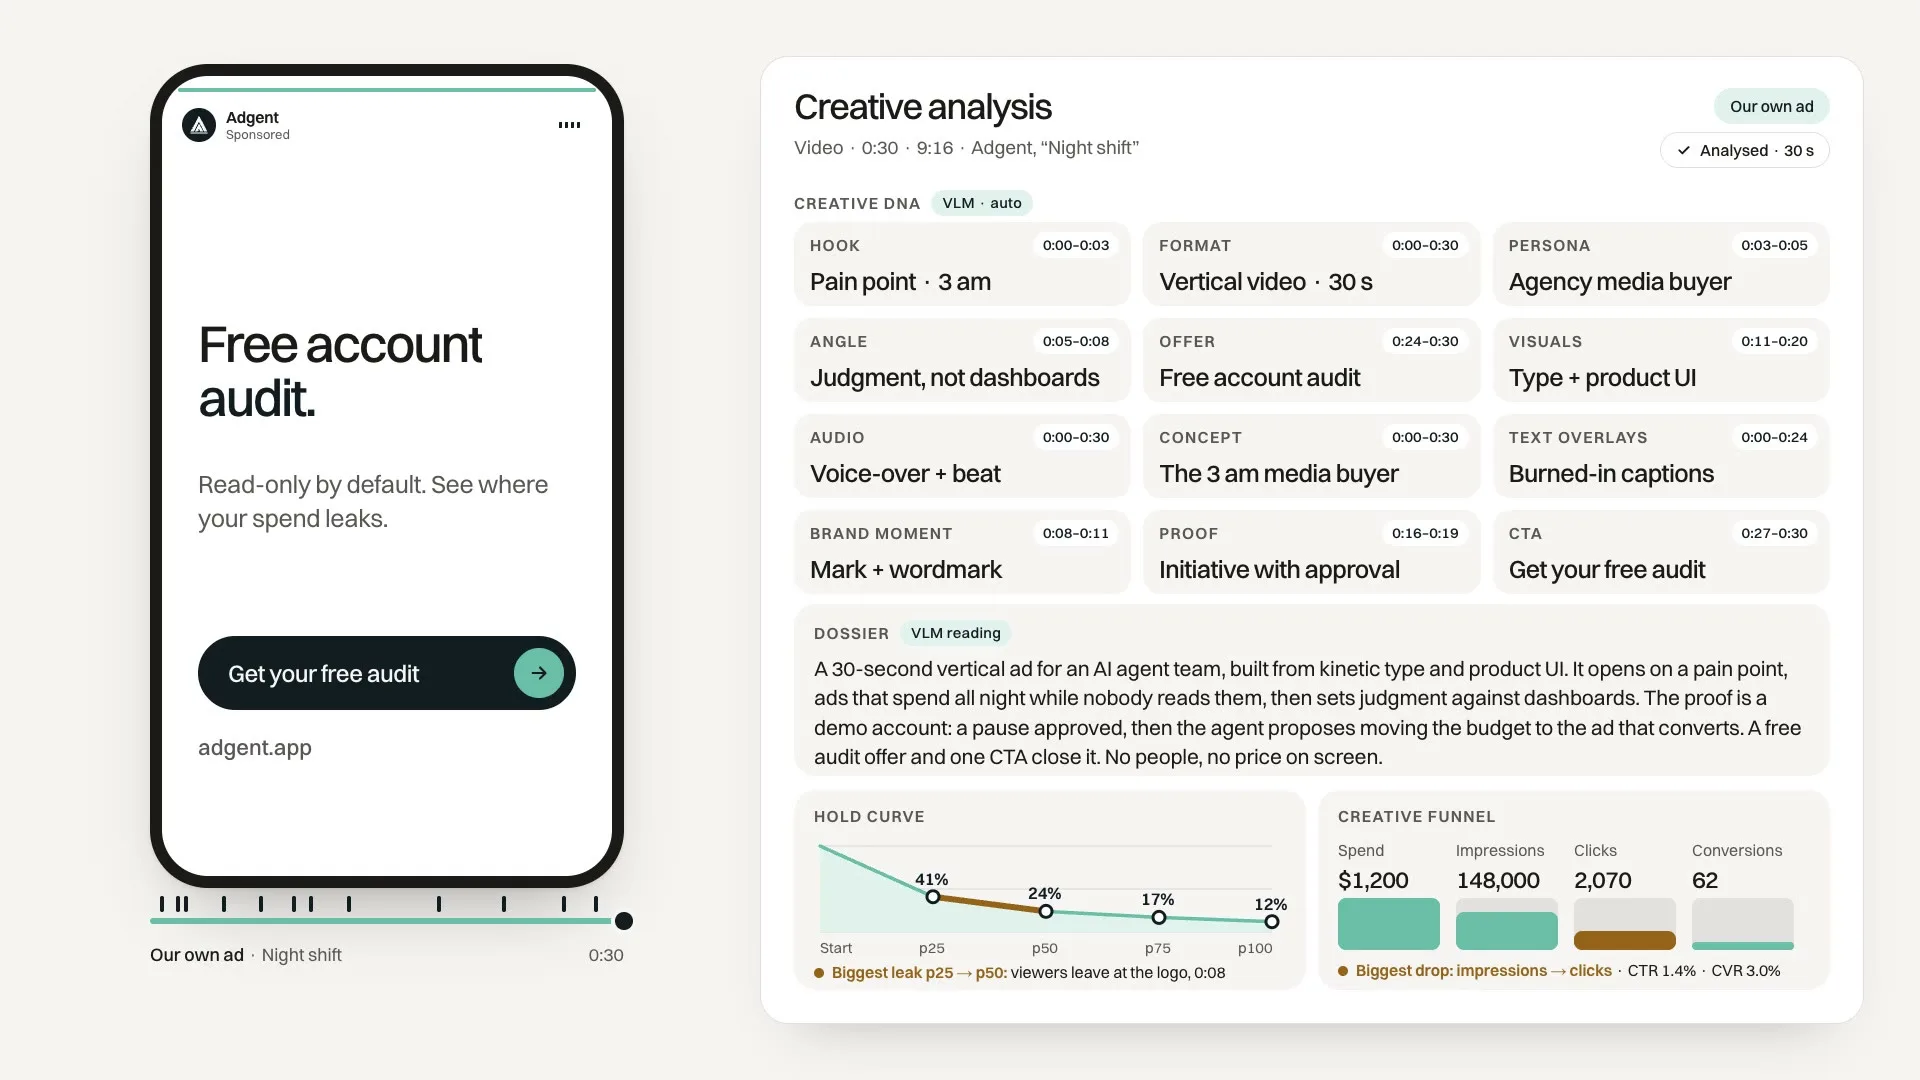 Adgent
Sponsored
Free account
audit.
Read-only by default. See where
your spend leaks.
Get your free audit
adgent.app
Our own ad · Night shift
0:30
Creative analysis
Our own ad
Video · 0:30 · 9:16 · Adgent, “Night shift”
Analysed · 30 s
CREATIVE DNA
VLM · auto
HOOK
0:00–0:03
Pain point · 3 am
FORMAT
0:00–0:30
Vertical video · 30 s
PERSONA
0:03–0:05
Agency media buyer
ANGLE
0:05–0:08
Judgment, not dashboards
OFFER
0:24–0:30
Free account audit
VISUALS
0:11–0:20
Type + product UI
AUDIO
0:00–0:30
Voice-over + beat
CONCEPT
0:00–0:30
The 3 am media buyer
TEXT OVERLAYS
0:00–0:24
Burned-in captions
BRAND MOMENT
0:08–0:11
Mark + wordmark
PROOF
0:16–0:19
Initiative with approval
CTA
0:27–0:30
Get your free audit
DOSSIER
VLM reading
A 30-second vertical ad for an AI agent team, built from kinetic type and product UI. It opens on a pain point,
ads that spend all night while nobody reads them, then sets judgment against dashboards. The proof is a
demo account: a pause approved, then the agent proposes moving the budget to the ad that converts. A free
audit offer and one CTA close it. No people, no price on screen.
HOLD CURVE
41%
24%
17%
12%
Start
p25
p50
p75
p100
Biggest leak p25 → p50: viewers leave at the logo, 0:08
CREATIVE FUNNEL
Spend
$1,200
Impressions
148,000
Clicks
2,070
Conversions
62
Biggest drop: impressions → clicks · CTR 1.4% · CVR 3.0%